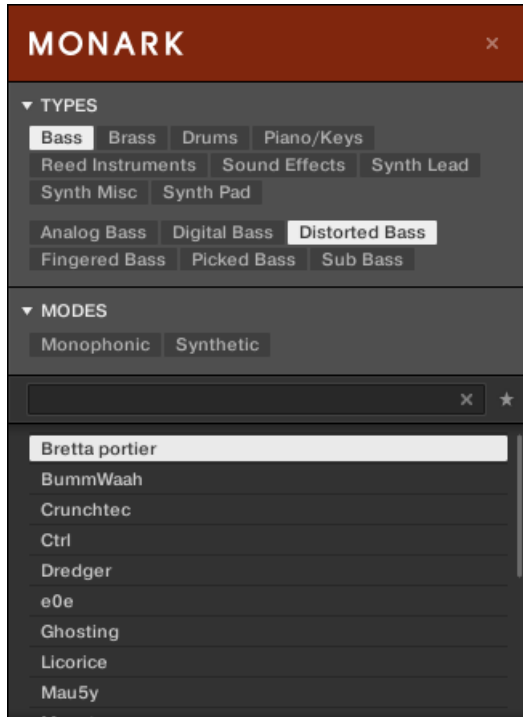 MONARK
TYPES
Bass Brass Drums Piano/Keys
Reed Instruments Sound Effects Synth Lead
Synth Misc Synth Pad
Analog Bass Digital Bass Distorted Bass
Fingered Bass Picked Bass Sub Bass
MODES
Monophonic Synthetic
Bretta portier
BummWaah
Crunchtec
Ctrl
Dredger
e0e
Ghosting
Licorice
Mau5y